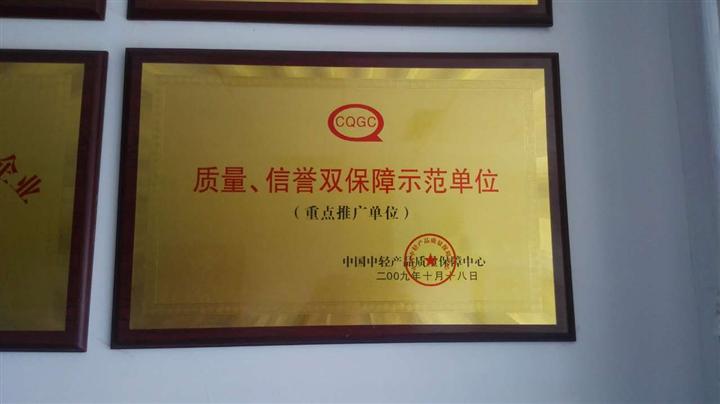 CQGC
质量、信誉双保障示范单位
（重点推广单位）
中国中轻产品质量保障中心
二00九年十月十八日
企业